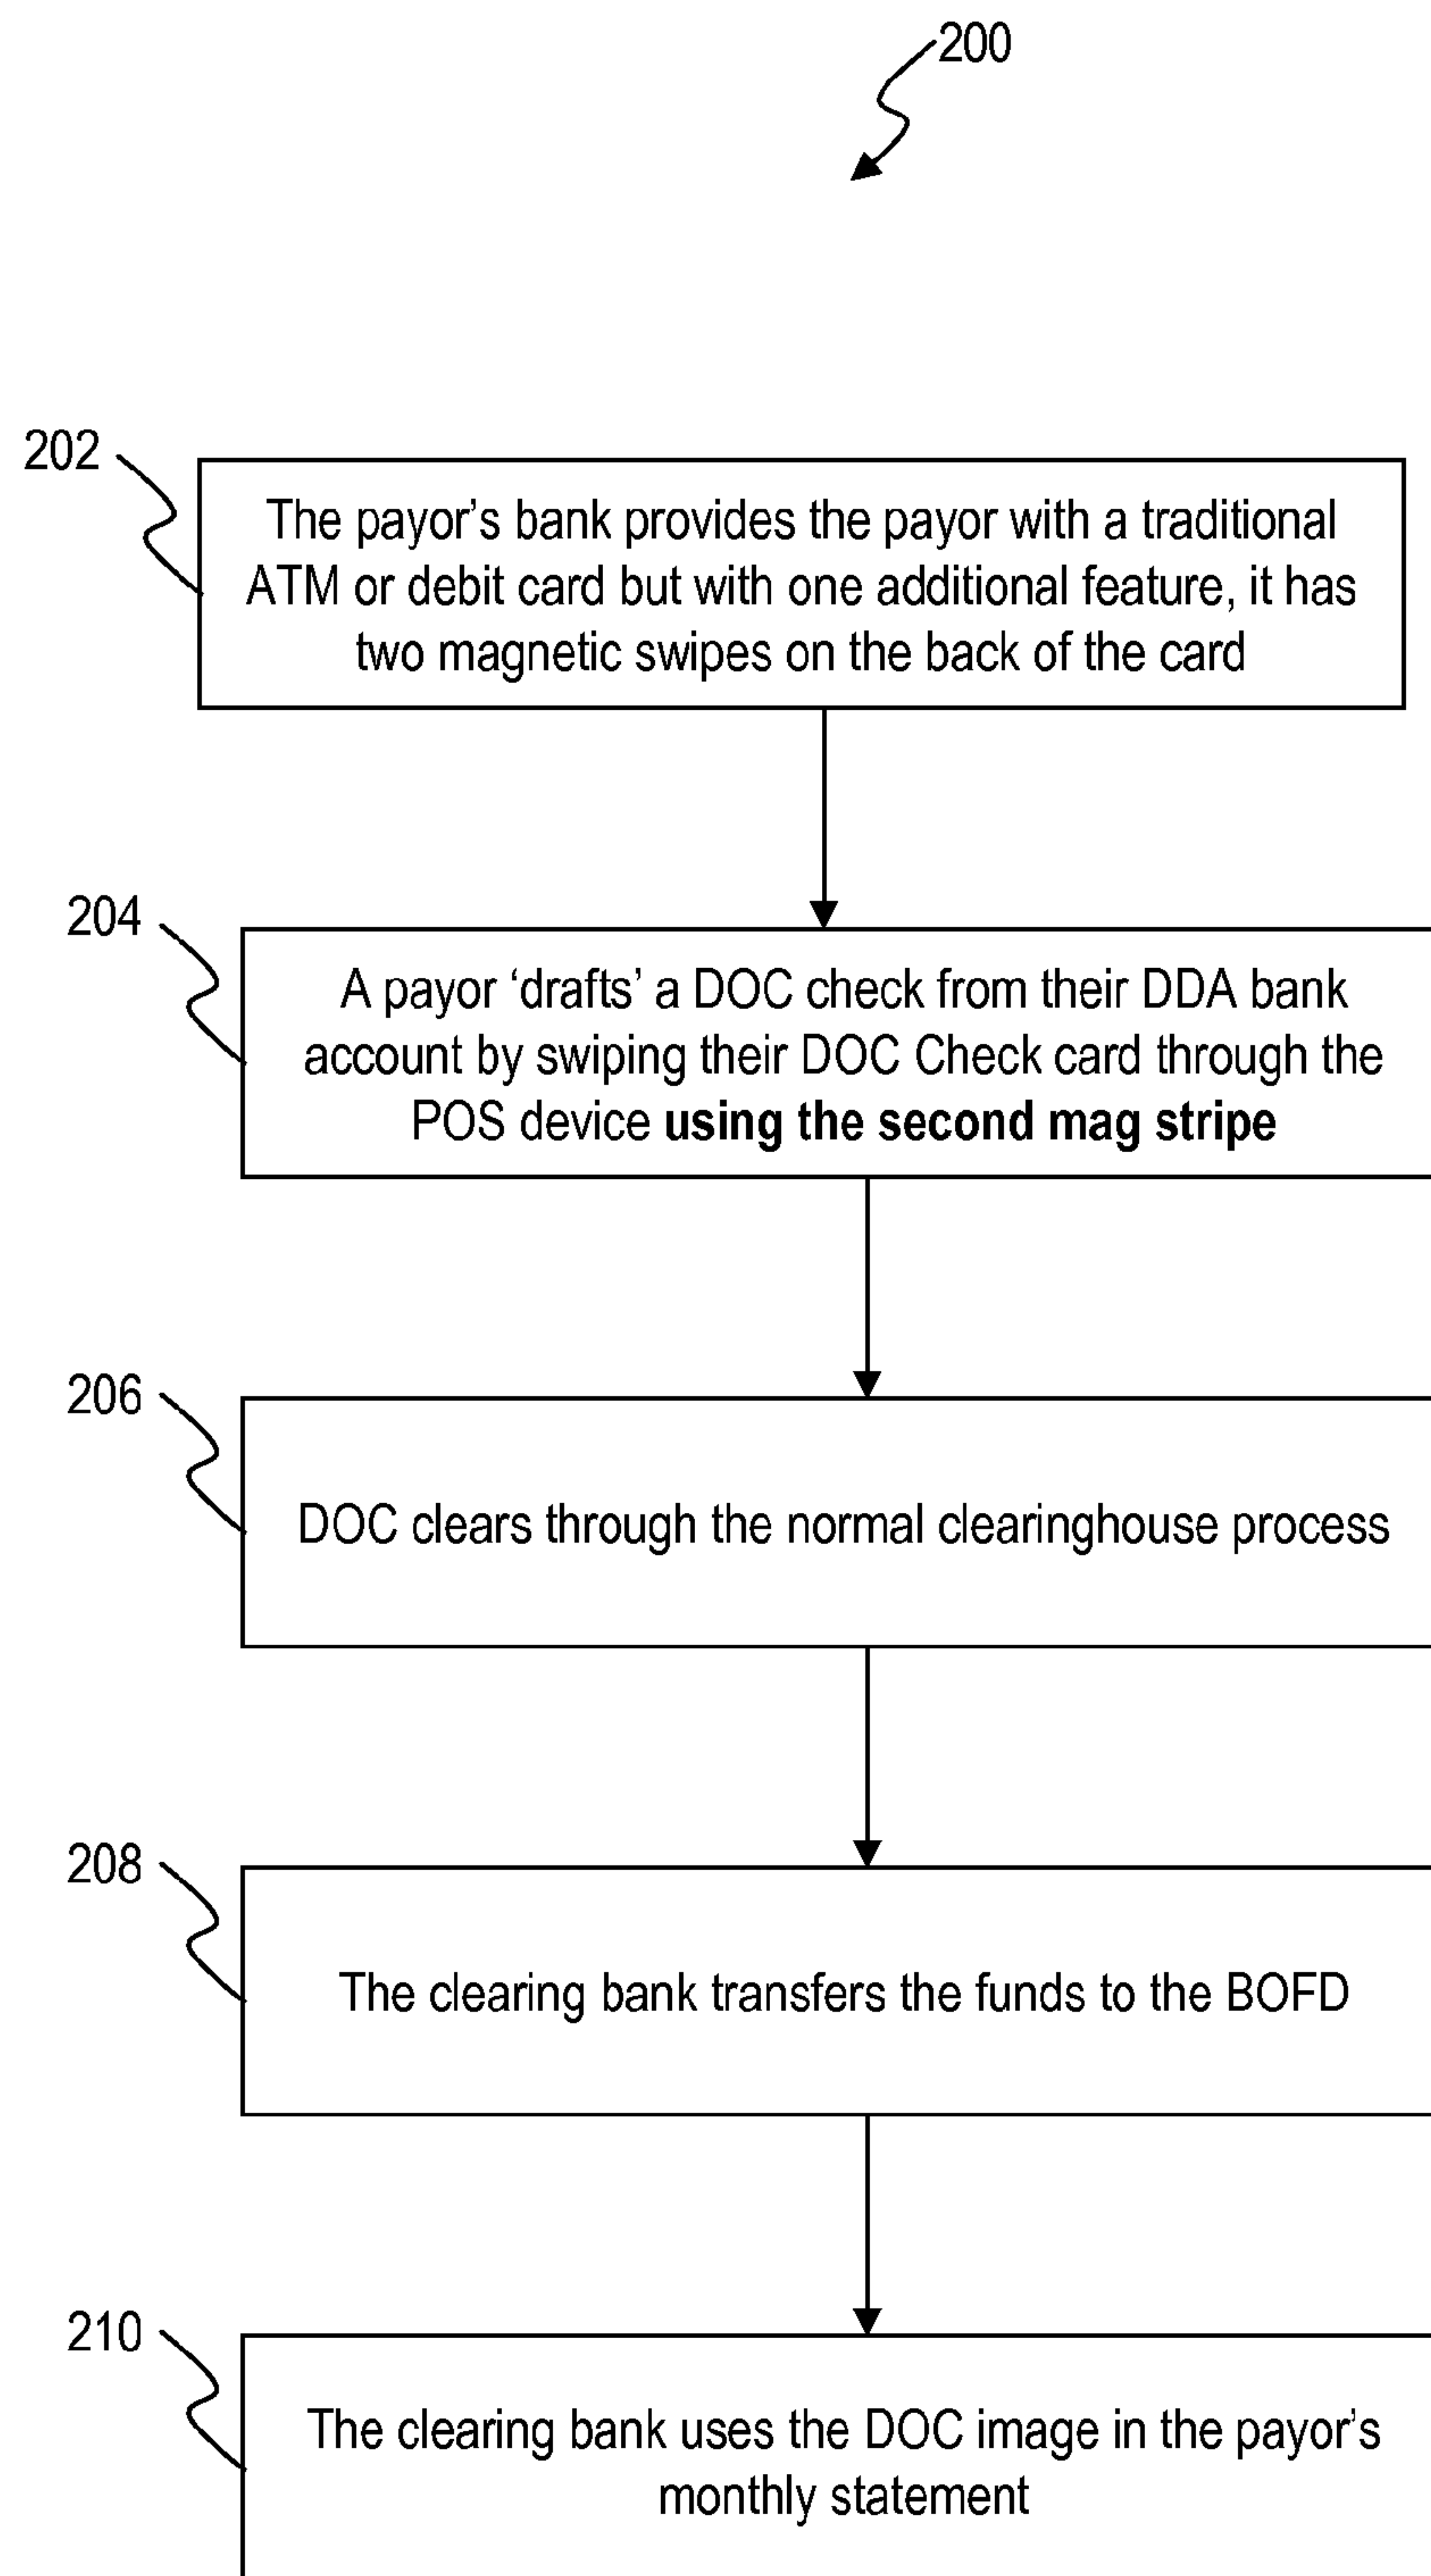 200
202
The payor’s bank provides the payor with a traditional
ATM or debit card but with one additional feature, it has
two magnetic swipes on the back of the card
204
A payor ‘drafts’ a DOC check from their DDA bank
account by swiping their DOC Check card through the
POS device using the second mag stripe
206
DOC clears through the normal clearinghouse process
208
The clearing bank transfers the funds to the BOFD
210
The clearing bank uses the DOC image in the payor’s
monthly statement